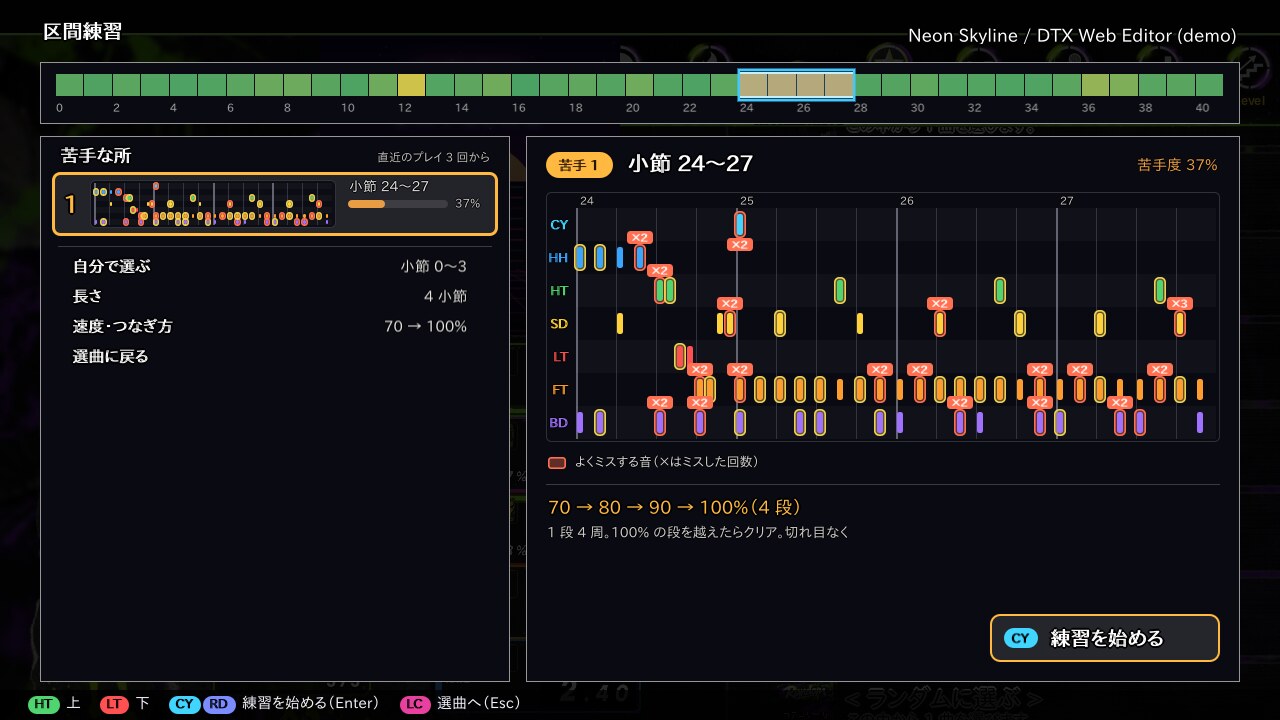 区間練習
Neon Skyline / DTX Web Editor (demo)
0 2 4 6 8 10 12 14 16 18 20 22 24 26 28 30 32 34 36 38 40
苦手な所
直近のプレイ 3 回から
1
小節 24〜27
37%
自分で選ぶ 小節 0〜3
長さ 4 小節
速度・つなぎ方 70 → 100%
選曲に戻る
苦手 1 小節 24〜27
苦手度 37%
24 25 26 27
CY
×2 ×2
HH
×2
HT
×2 ×2 ×3
SD
LT
×2 ×2 ×2 ×2 ×2 ×2 ×2
FT
×2 ×2 ×2 ×2 ×2
BD
よくミスする音(×はミスした回数)
70 → 80 → 90 → 100%(4 段)
1 段 4 周。100% の段を越えたらクリア。切れ目なく
CY 練習を始める
HT 上 LT 下 CY RD 練習を始める(Enter) LC 選曲へ(Esc)